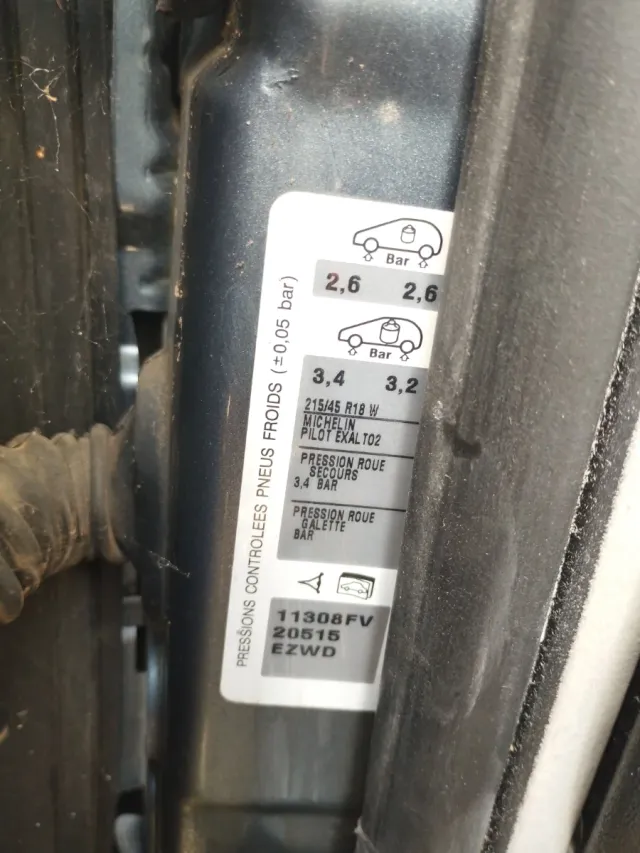 Bar
2,6 2,6
Bar
3,4 3,2
215/45 R18 W
MICHELIN
PILOT EXALTO2
PRESSION ROUE
SECOURS
3,4 BAR
PRESSION ROUE
GALETTE
BAR
11308FV
20515
EZWD
PRESSIONS CONTROLEES PNEUS FROIDS (±0,05 bar)